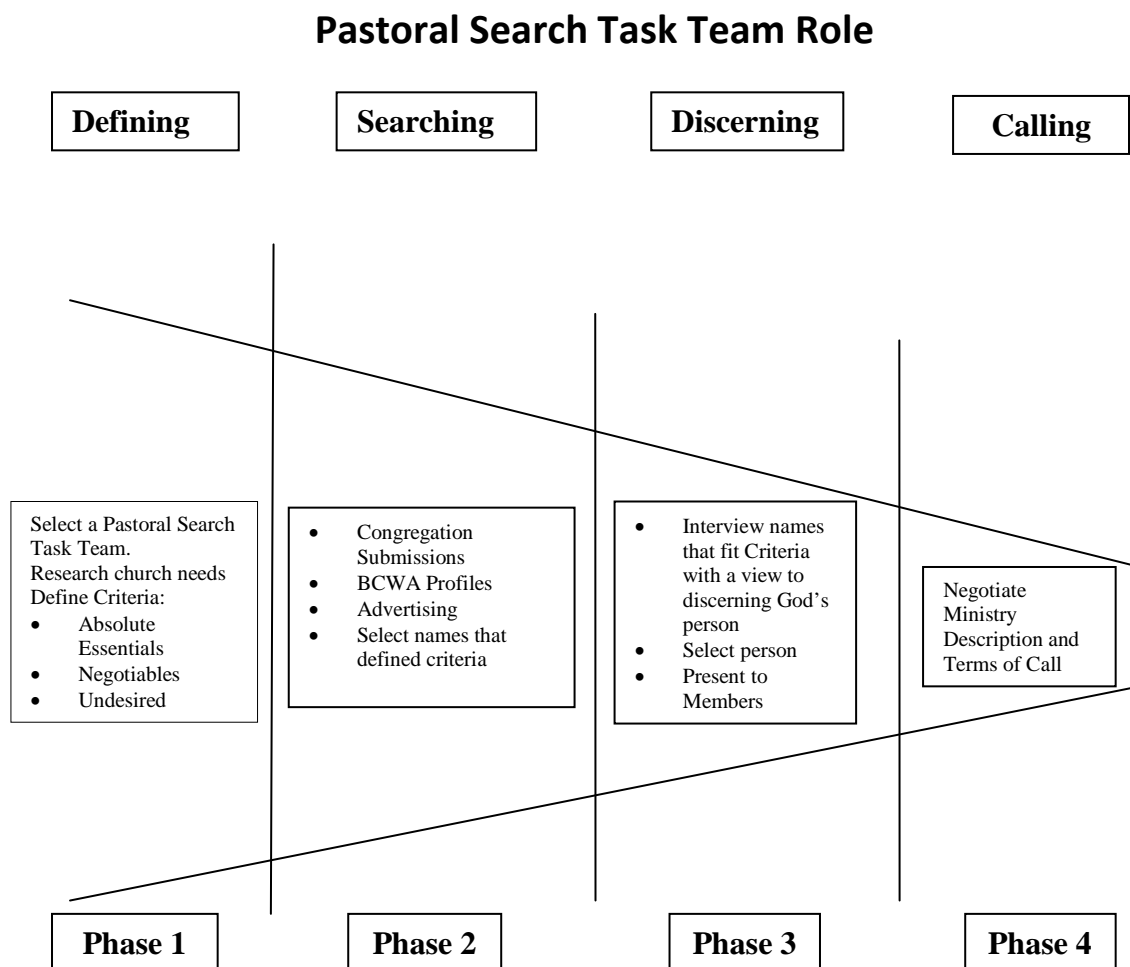 Pastoral Search Task Team Role
Defining
Searching
Discerning
Calling
Select a Pastoral Search
Task Team.
Research church needs
Define Criteria:
• Absolute
Essentials
• Negotiables
• Undesired
• Congregation
Submissions
• BCWA Profiles
• Advertising
• Select names that
defined criteria
• Interview names
that fit Criteria
with a view to
discerning God’s
person
• Select person
• Present to
Members
Negotiate
Ministry
Description and
Terms of Call
Phase 1
Phase 2
Phase 3
Phase 4